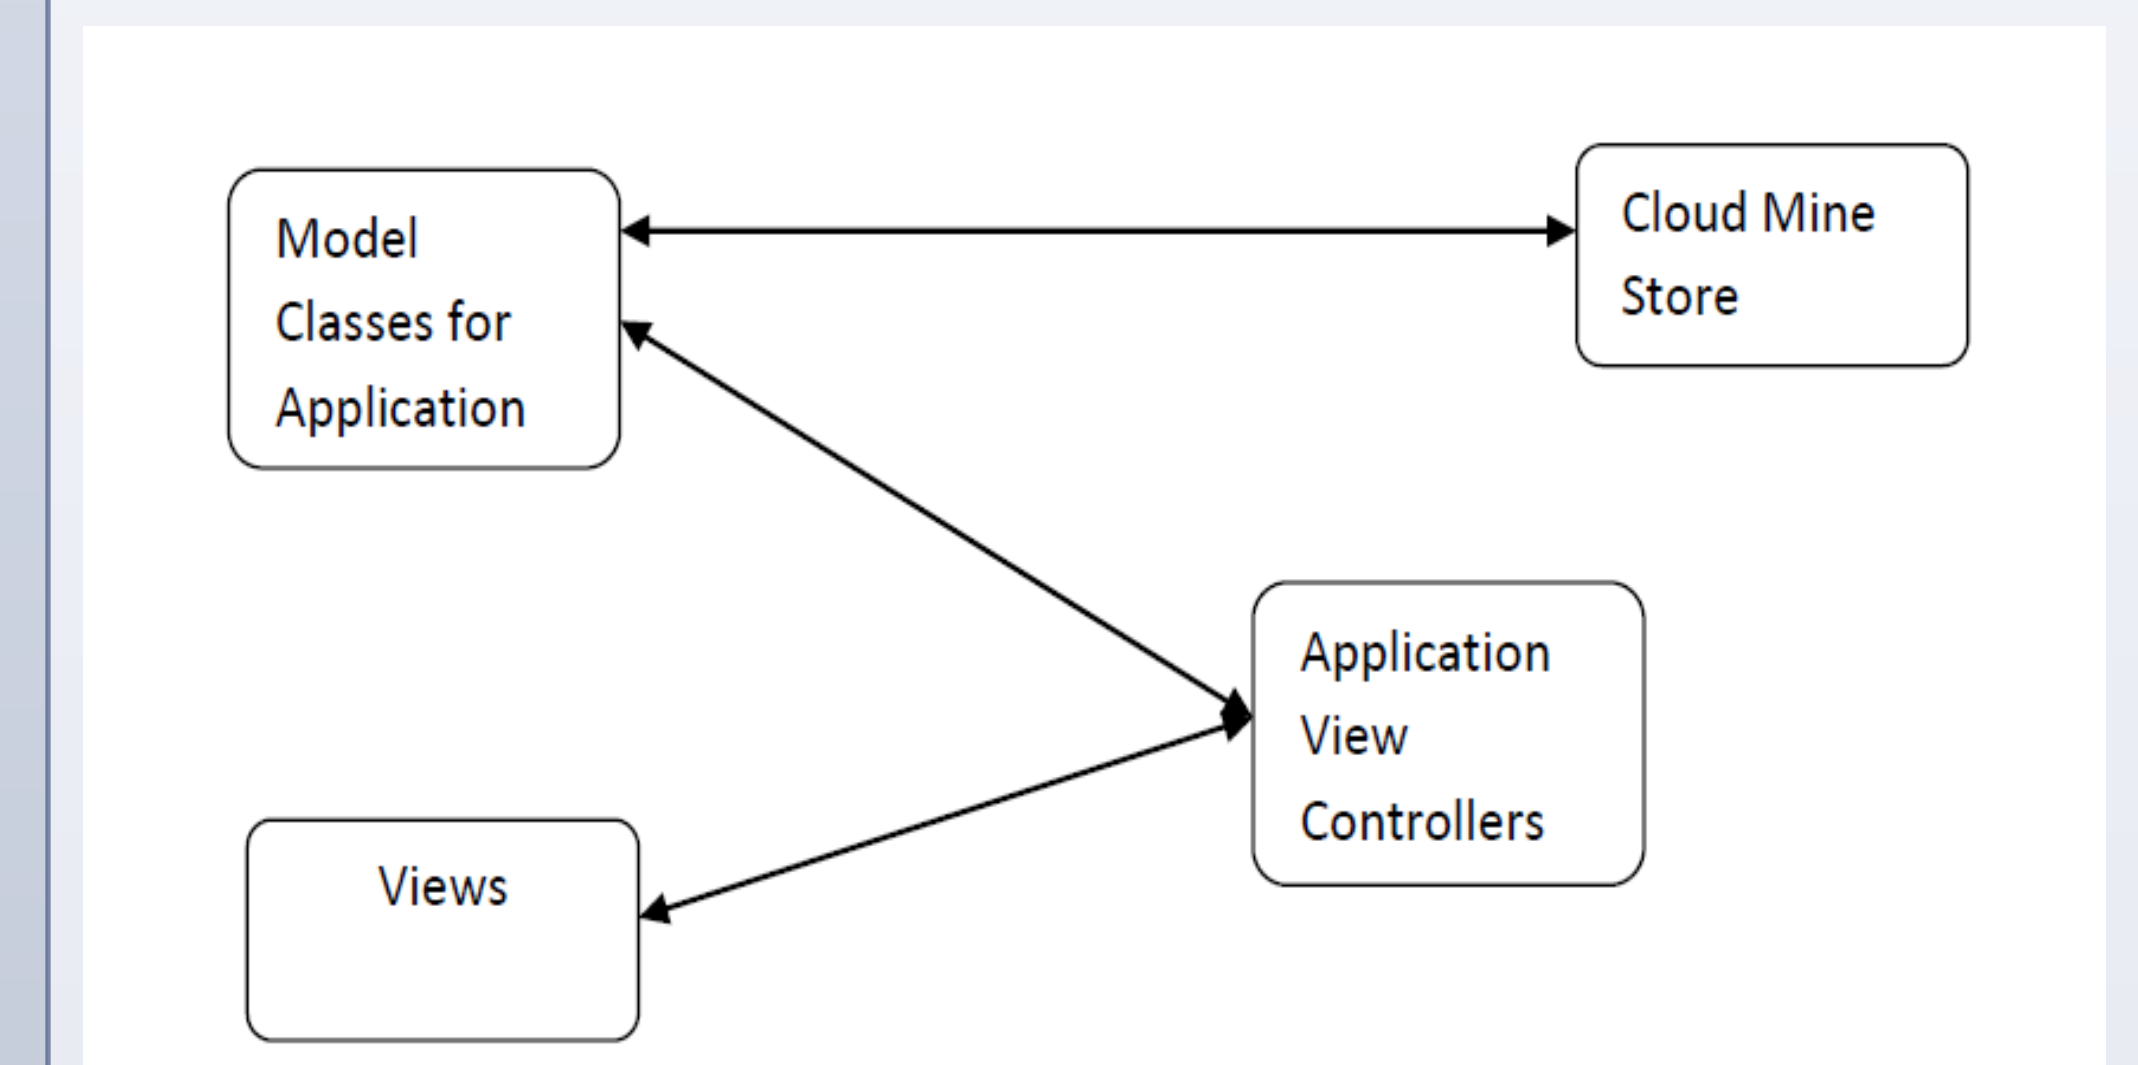 Model
Classes for
Application
Cloud Mine
Store
Application
View
Controllers
Views